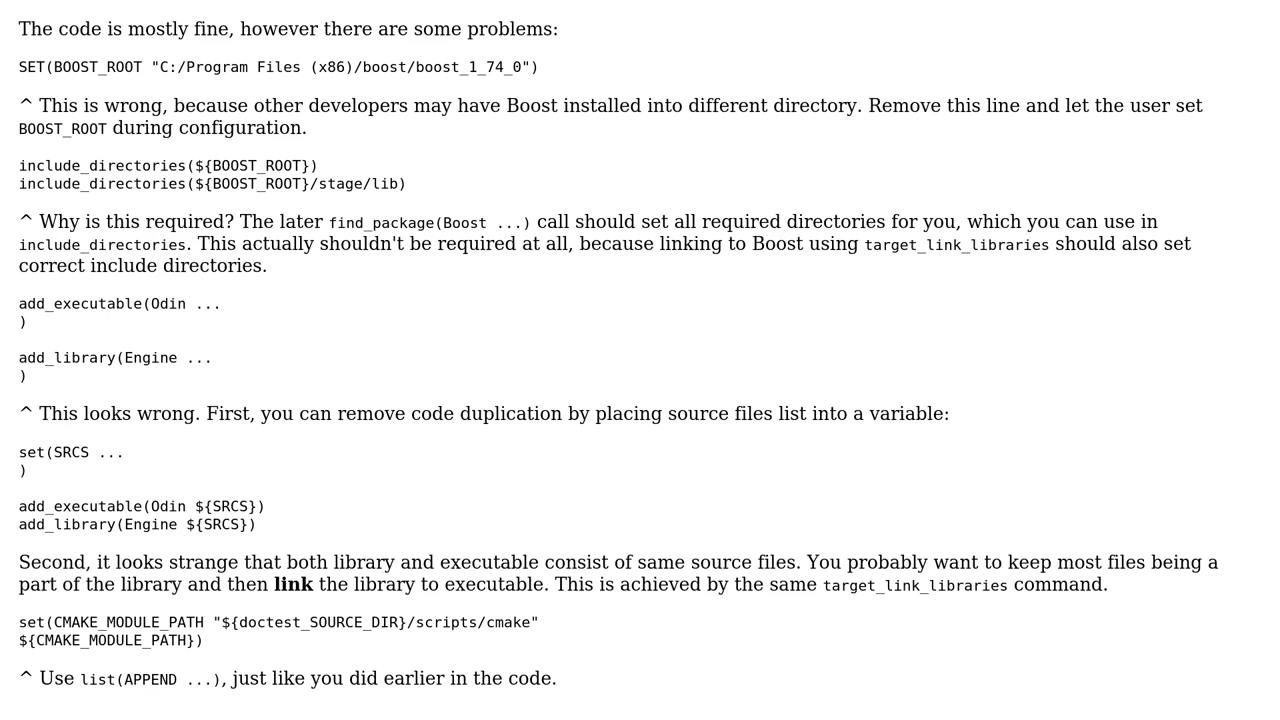 The code is mostly fine, however there are some problems:
SET(BOOST_ROOT "C:/Program Files (x86)/boost/boost_1_74_0")
^ This is wrong, because other developers may have Boost installed into different directory. Remove this line and let the user set
BOOST_ROOT during configuration.
include_directories(${BOOST_ROOT})
include_directories(${BOOST_ROOT}/stage/lib)
^ Why is this required? The later find_package(Boost ...) call should set all required directories for you, which you can use in
include_directories. This actually shouldn't be required at all, because linking to Boost using target_link_libraries should also set
correct include directories.
add_executable(Odin ...
)
add_library(Engine ...
)
^ This looks wrong. First, you can remove code duplication by placing source files list into a variable:
set(SRCS ...
)
add_executable(Odin ${SRCS})
add_library(Engine ${SRCS})
Second, it looks strange that both library and executable consist of same source files. You probably want to keep most files being a
part of the library and then link the library to executable. This is achieved by the same target_link_libraries command.
set(CMAKE_MODULE_PATH "${doctest_SOURCE_DIR}/scripts/cmake"
${CMAKE_MODULE_PATH})
^ Use list(APPEND ...), just like you did earlier in the code.